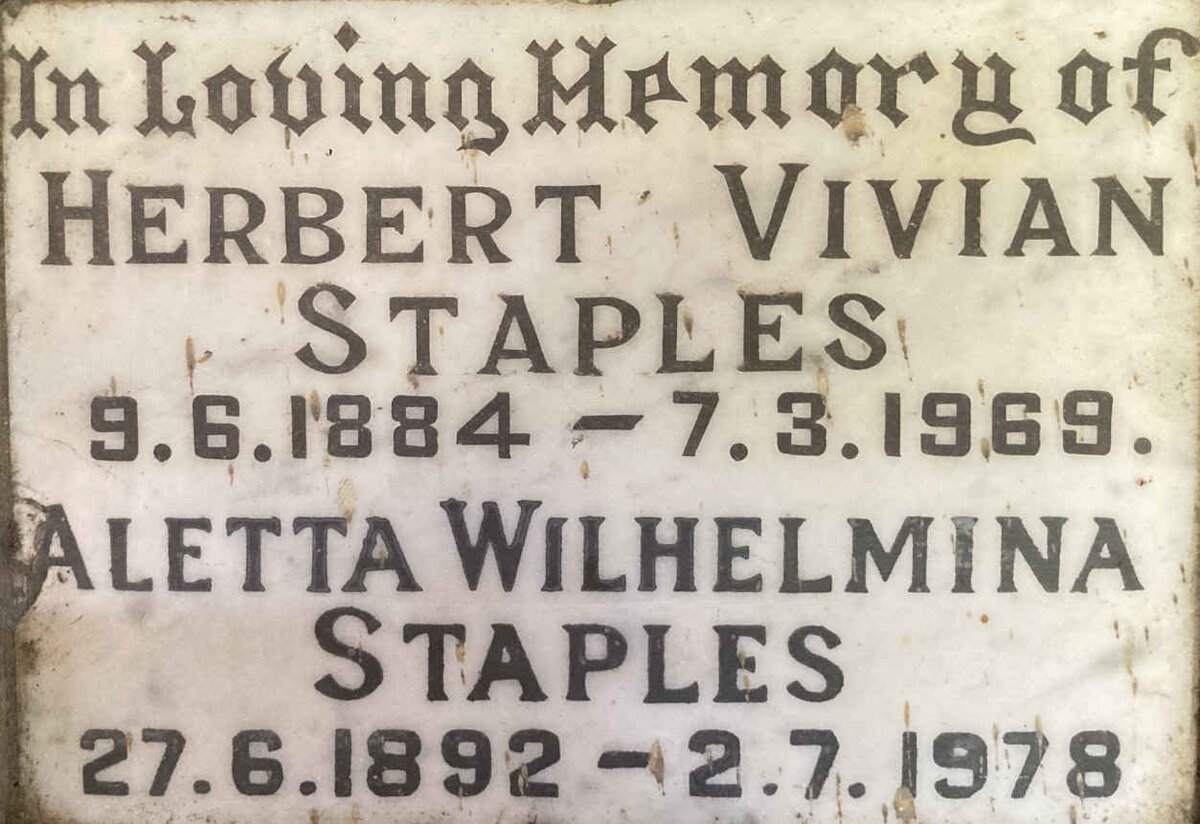 In Loving Memory of
HERBERT VIVIAN
STAPLES
9.6.1884 – 7.3.1969.
ALETTA WILHELMINA
STAPLES
27.6.1892 – 2.7.1978